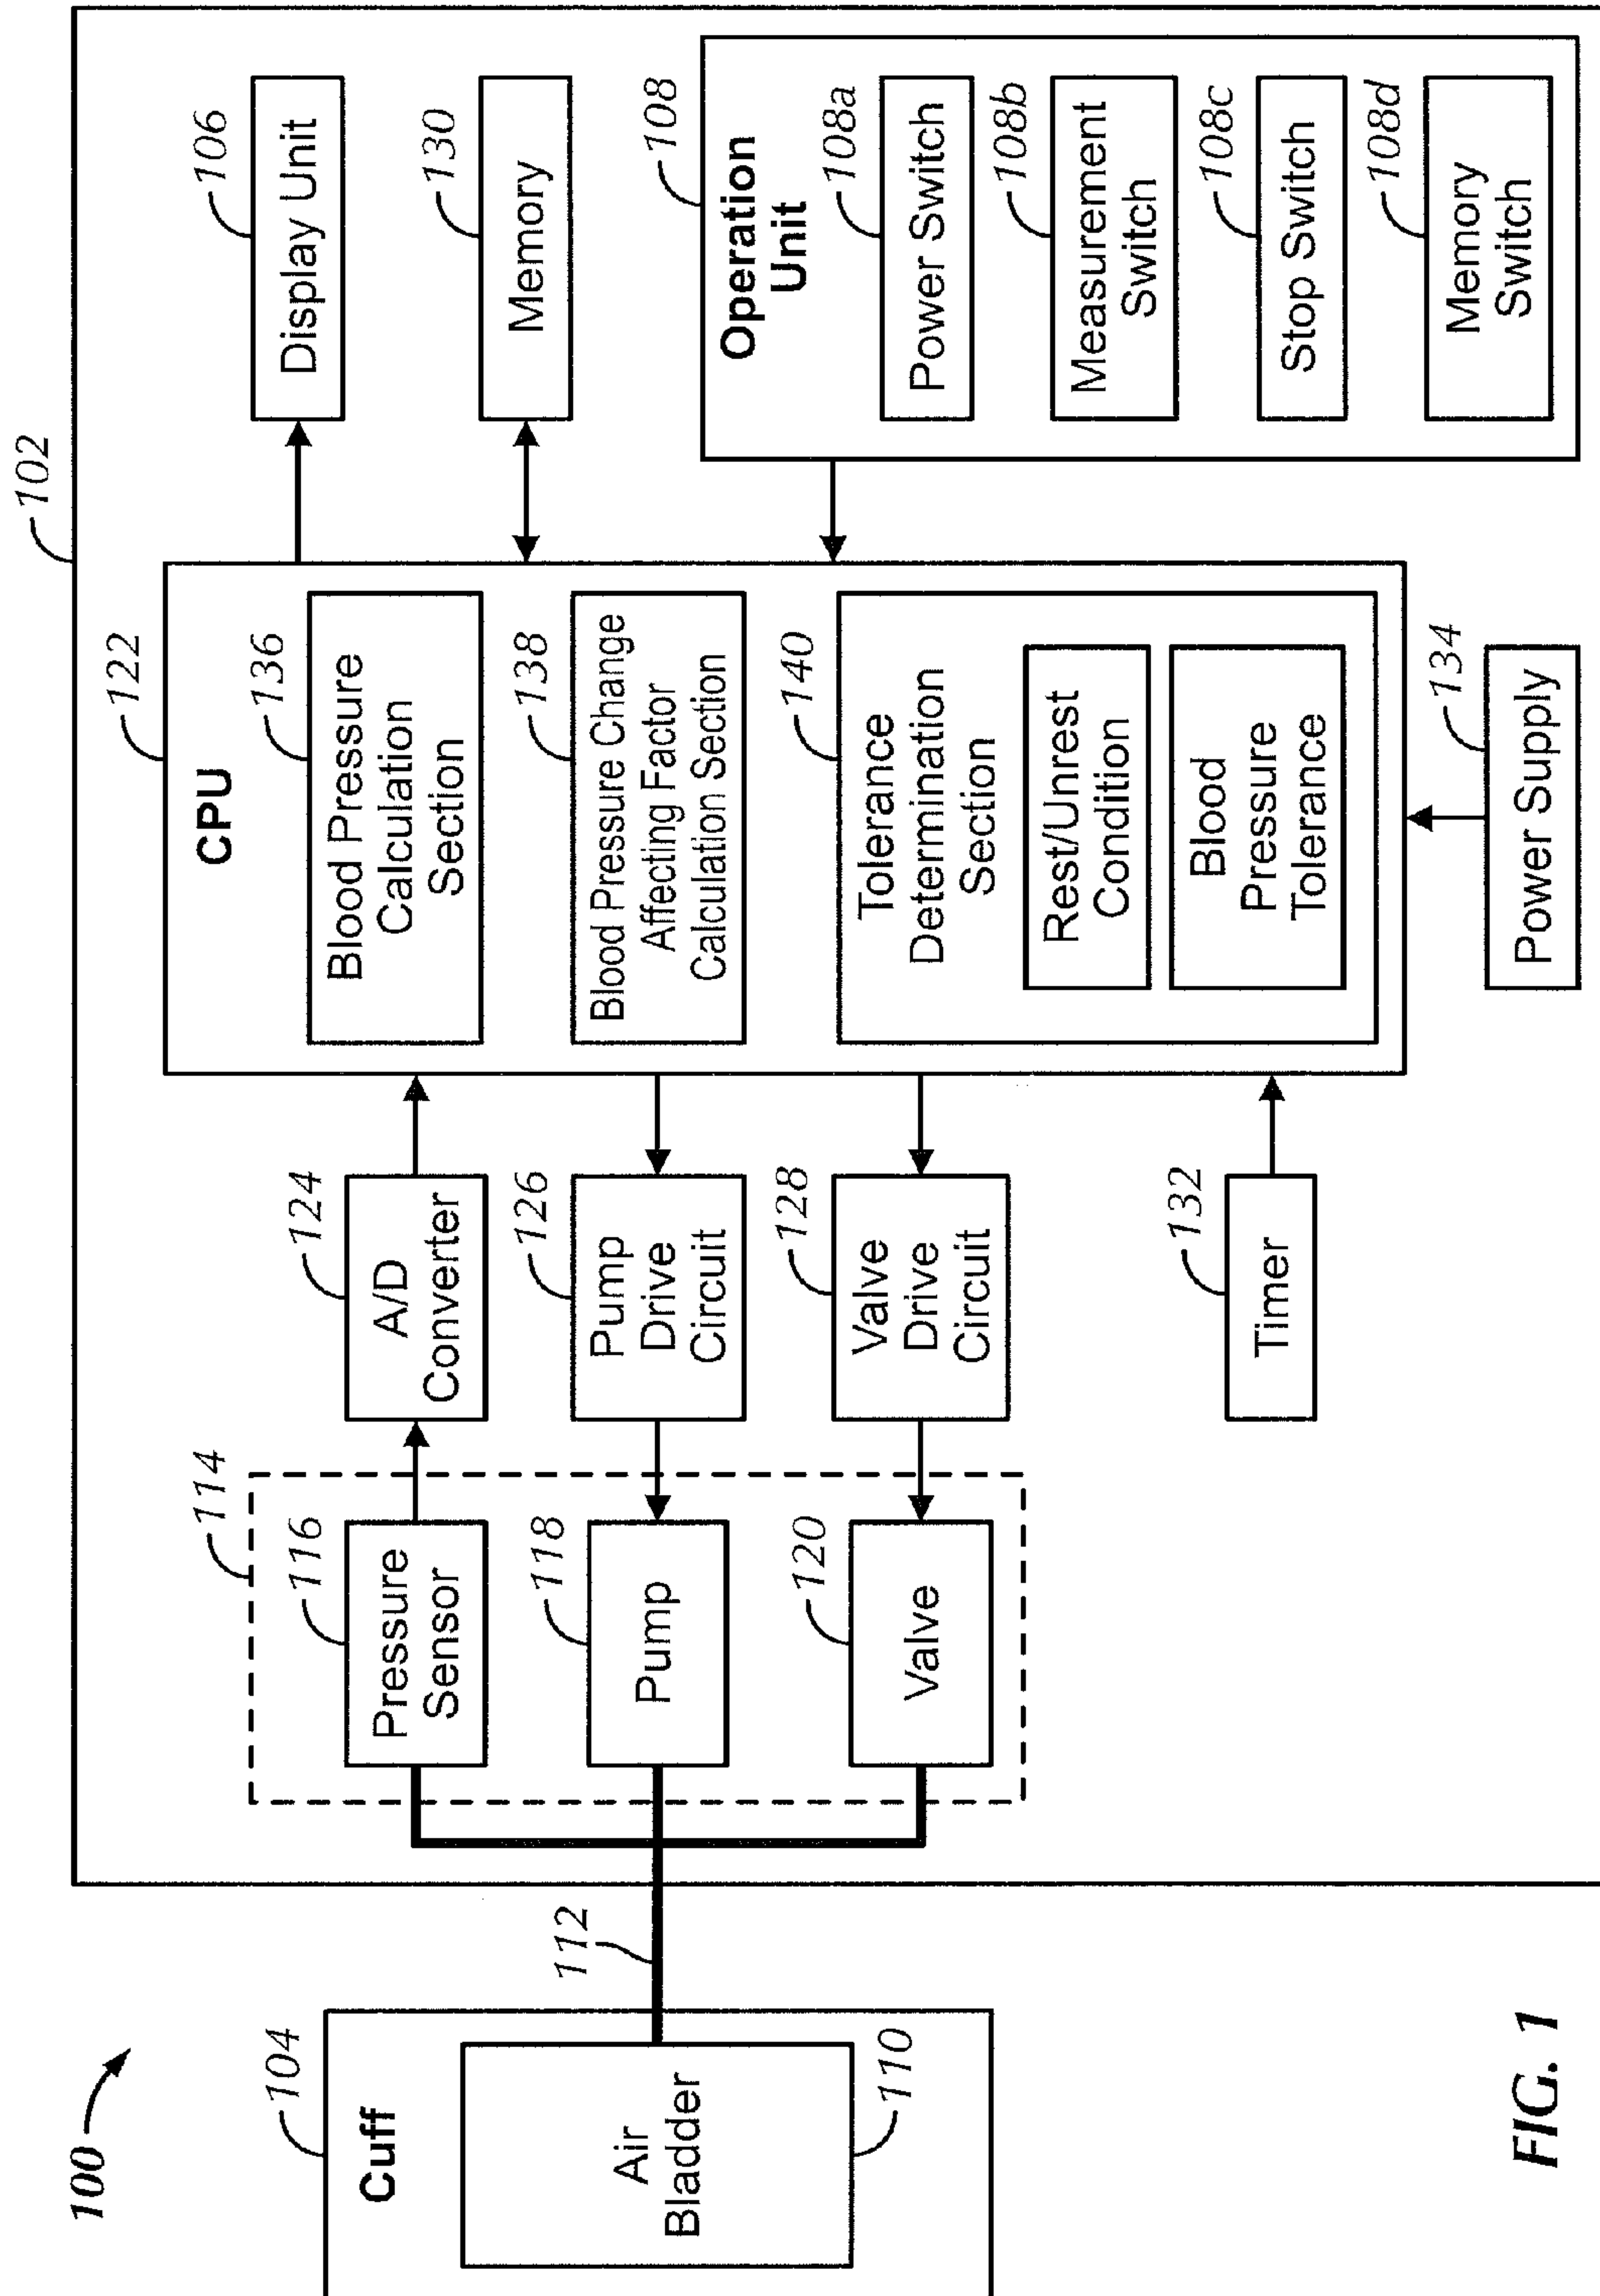 100
102
104
Cuff
Air
Bladder
110
112
114
116
Pressure
Sensor
118
Pump
120
Valve
124
A/D
Converter
126
Pump
Drive
Circuit
128
Valve
Drive
Circuit
132
Timer
122
CPU
136
Blood Pressure
Calculation
Section
138
Blood Pressure Change
Affecting Factor
Calculation Section
140
Tolerance
Determination
Section
Rest/Unrest
Condition
Blood
Pressure
Tolerance
134
Power Supply
106
Display Unit
130
Memory
108
Operation
Unit
108a
Power Switch
108b
Measurement
Switch
108c
Stop Switch
108d
Memory
Switch
FIG. 1